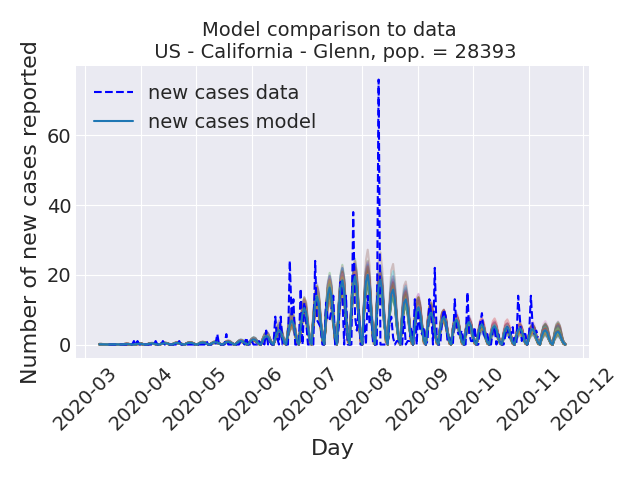 Model comparison to data
US - California - Glenn, pop. = 28393
Number of new cases reported
new cases data
new cases model
60
40
20
0
2020-03
2020-04
2020-05
2020-06
2020-07
2020-08
2020-09
2020-10
2020-11
2020-12
Day